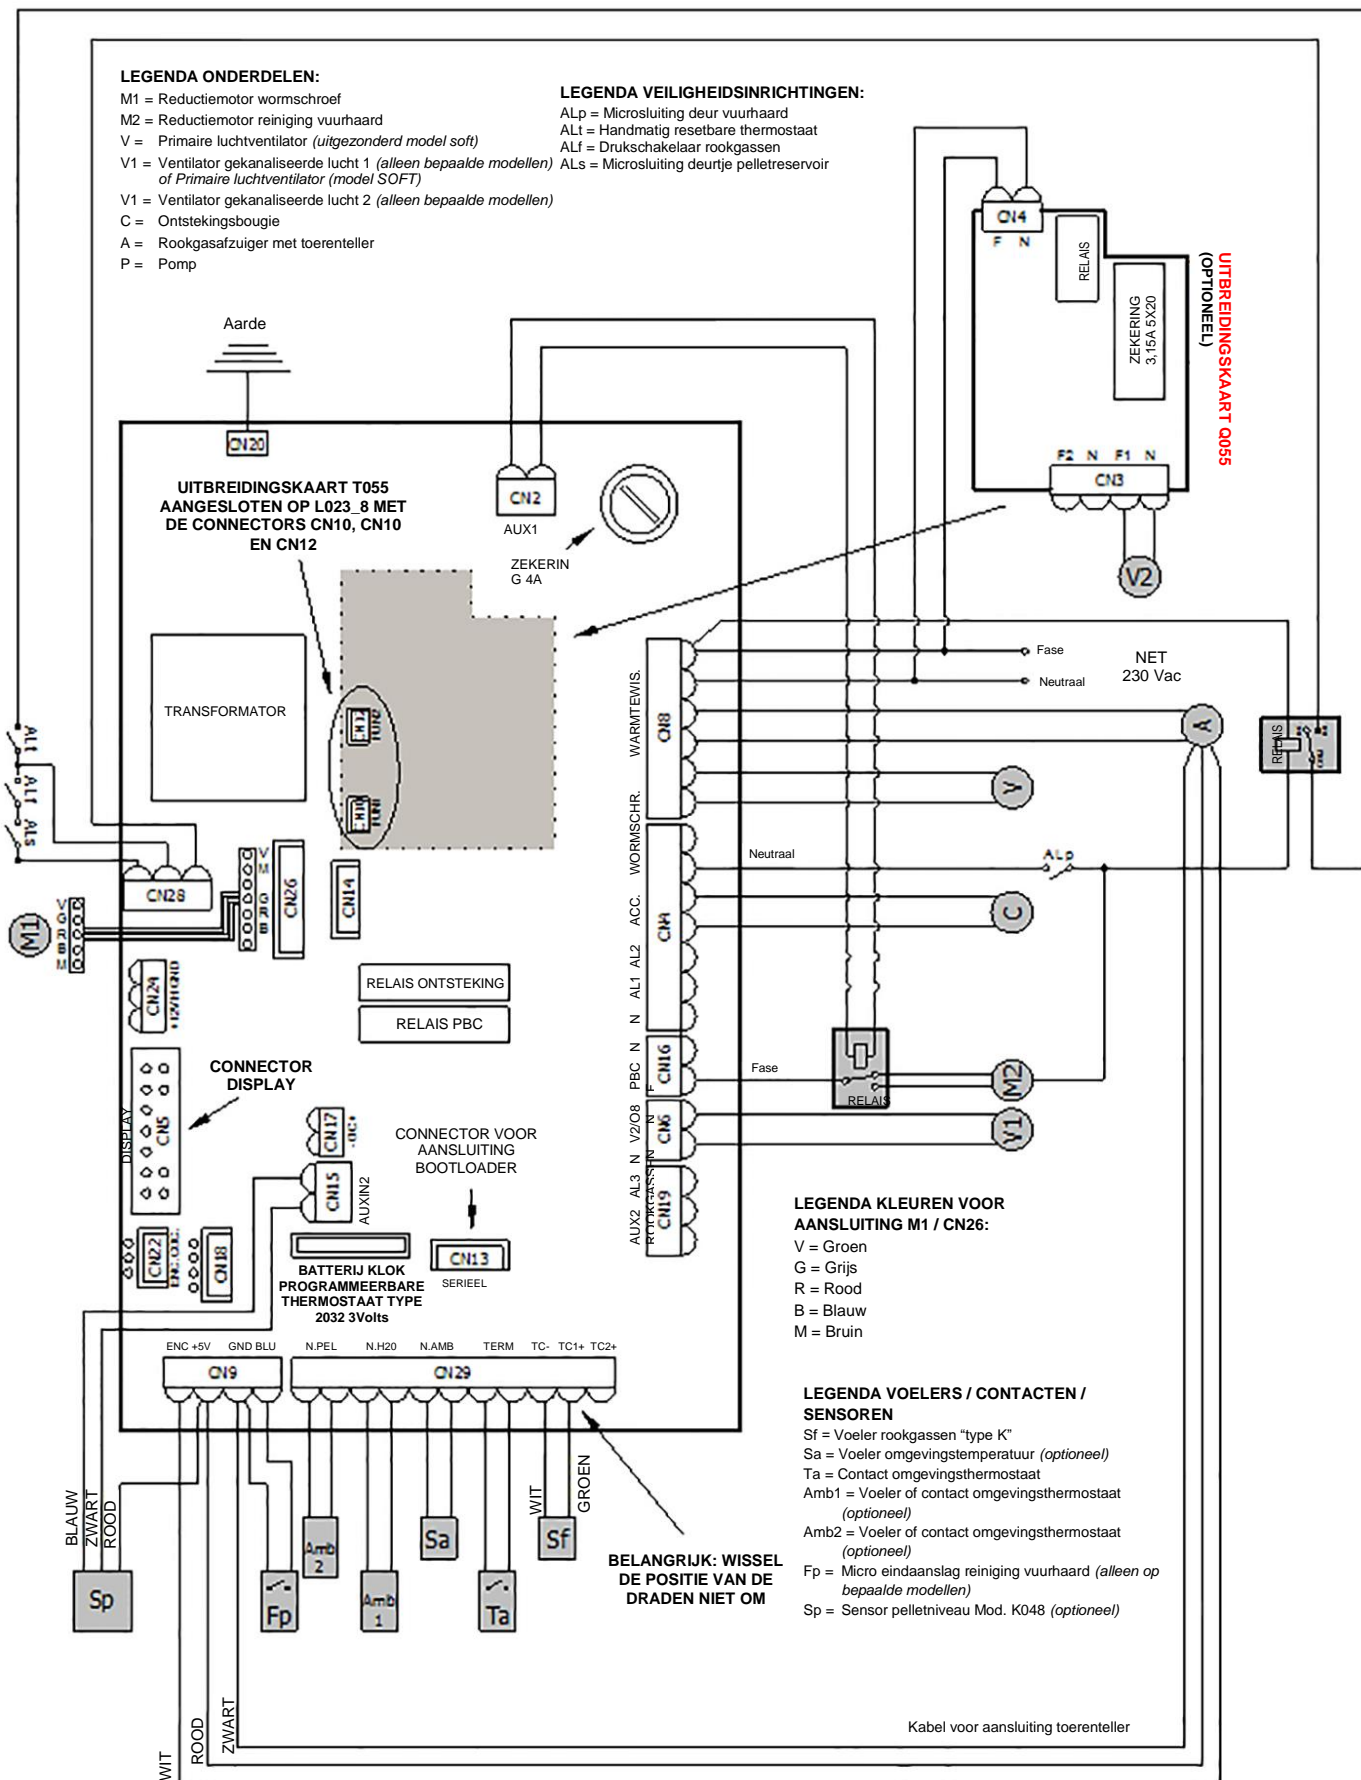 LEGENDA ONDERDELEN:
M1 = Reductiemotor wormschroef
M2 = Reductiemotor reiniging vuurhaard
V = Primaire luchtventilator (uitgezonderd model soft)
V1 = Ventilator gekanaliseerde lucht 1 (alleen bepaalde modellen)
of Primaire luchtventilator (model SOFT)
V1 = Ventilator gekanaliseerde lucht 2 (alleen bepaalde modellen)
C = Ontstekingsbougie
A = Rookgasafzuiger met toerenteller
P = Pomp
LEGENDA VEILIGHEIDSINRICHTINGEN:
ALp = Microsluiting deur vuurhaard
ALt = Handmatig resetbare thermostaat
ALf = Drukschakelaar rookgassen
ALs = Microsluiting deurtje pelletreservoir
CN4
F N
RELAIS
ZEKERING
3,15A 5X20
UITBREIDINGSKAART Q055
(OPTIONEEL)
F2 N F1 N
CN3
V2
Aarde
CN20
UITBREIDINGSKAART T055
AANGESLOTEN OP L023_8 MET
DE CONNECTORS CN10, CN10
EN CN12
CN2
AUX1
ZEKERIN
G 4A
TRANSFORMATOR
CN12
FUN2
CN10
FUN1
WARMTEWIS.
CN8
Fase
Neutraal
NET
230 Vac
A
RELAIS
V
ALt
ALf
ALs
CN28
V
M
G
R
B
CN26
CN14
M1
V
G
R
B
M
WORMSCHR.
ACC.
AL2
AL1
N
CN4
Neutraal
ALp
C
CN24
+12VHGND
RELAIS ONTSTEKING
RELAIS PBC
CONNECTOR
DISPLAY
DISPLAY
CN5
N
PBC
F
CN16
Fase
RELAIS
M2
N
V2/O8
N
CN6
V1
CN17
-OC+
CN15
AUXIN2
CONNECTOR VOOR
AANSLUITING
BOOTLOADER
AL3
AUX2
ROOKGASSHN
CN19
CN22
CN18
BATTERIJ KLOK
PROGRAMMEERBARE
THERMOSTAAT TYPE
2032 3Volts
CN13
SERIEEL
LEGENDA KLEUREN VOOR
AANSLUITING M1 / CN26:
V = Groen
G = Grijs
R = Rood
B = Blauw
M = Bruin
ENC +5V GND BLU
CN9
N.PEL N.H20 N.AMB TERM TC- TC1+ TC2+
CN29
BLAUW
ZWART
ROOD
WIT
GROEN
Sp
Fp
Amb
2
Amb
1
Sa
Ta
Sf
BELANGRIJK: WISSEL
DE POSITIE VAN DE
DRADEN NIET OM
LEGENDA VOELERS / CONTACTEN /
SENSOREN
Sf = Voeler rookgassen “type K”
Sa = Voeler omgevingstemperatuur (optioneel)
Ta = Contact omgevingsthermostaat
Amb1 = Voeler of contact omgevingsthermostaat
(optioneel)
Amb2 = Voeler of contact omgevingsthermostaat
(optioneel)
Fp = Micro eindaanslag reiniging vuurhaard (alleen op
bepaalde modellen)
Sp = Sensor pelletniveau Mod. K048 (optioneel)
WIT
ROOD
ZWART
Kabel voor aansluiting toerenteller